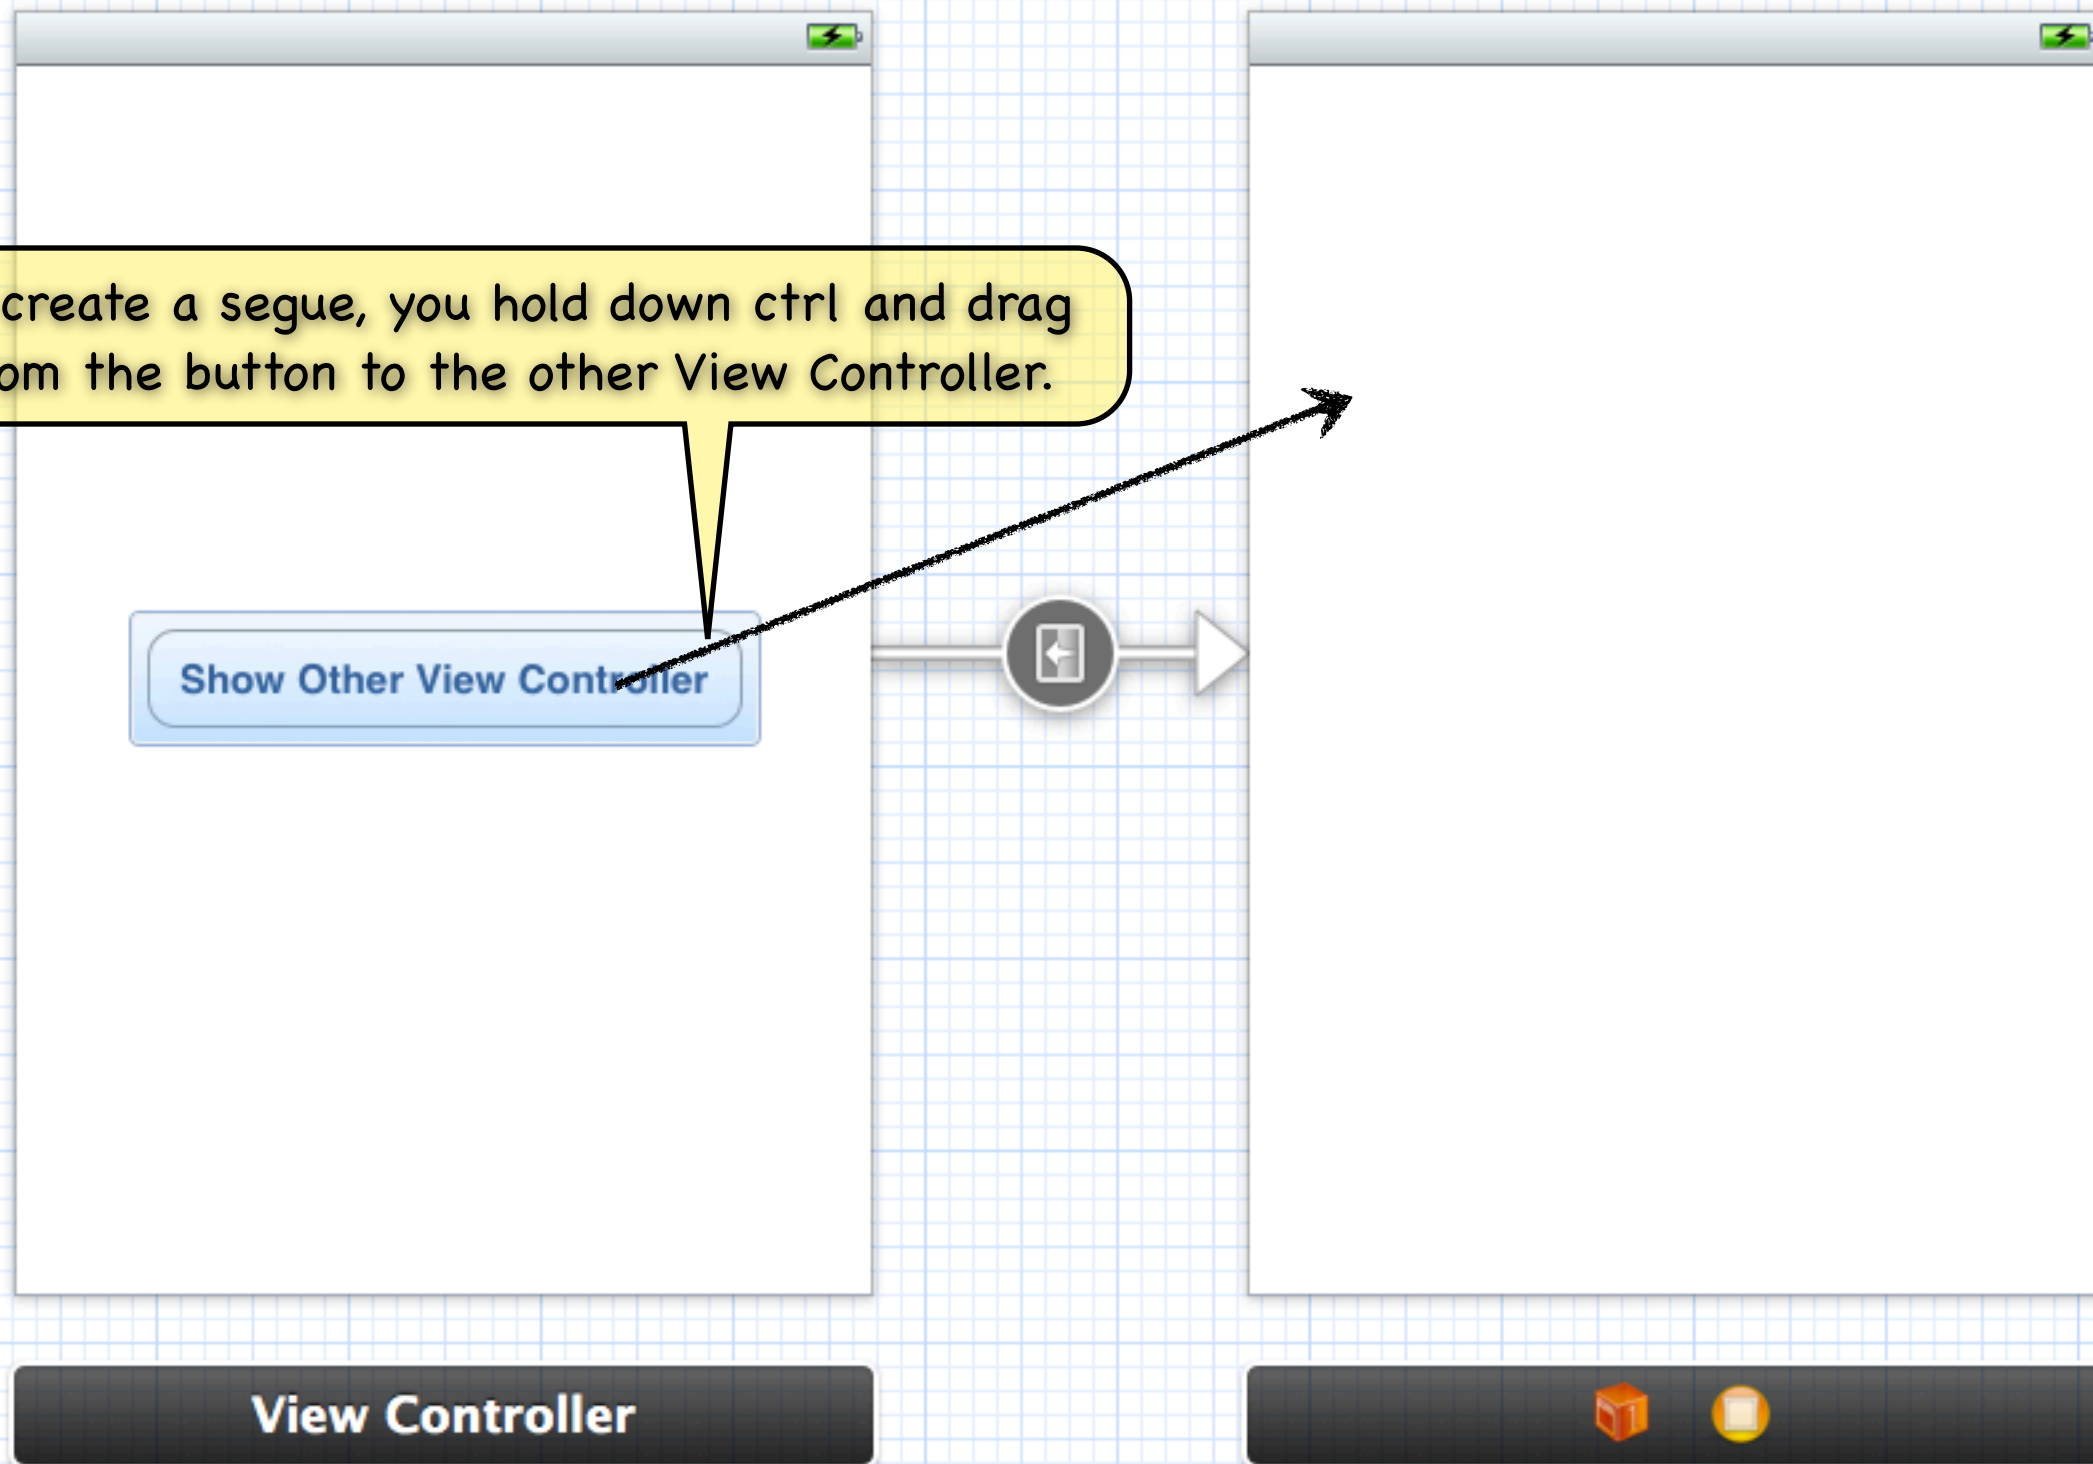 create a segue, you hold down ctrl and drag
om the button to the other View Controller.
Show Other View Controller
View Controller